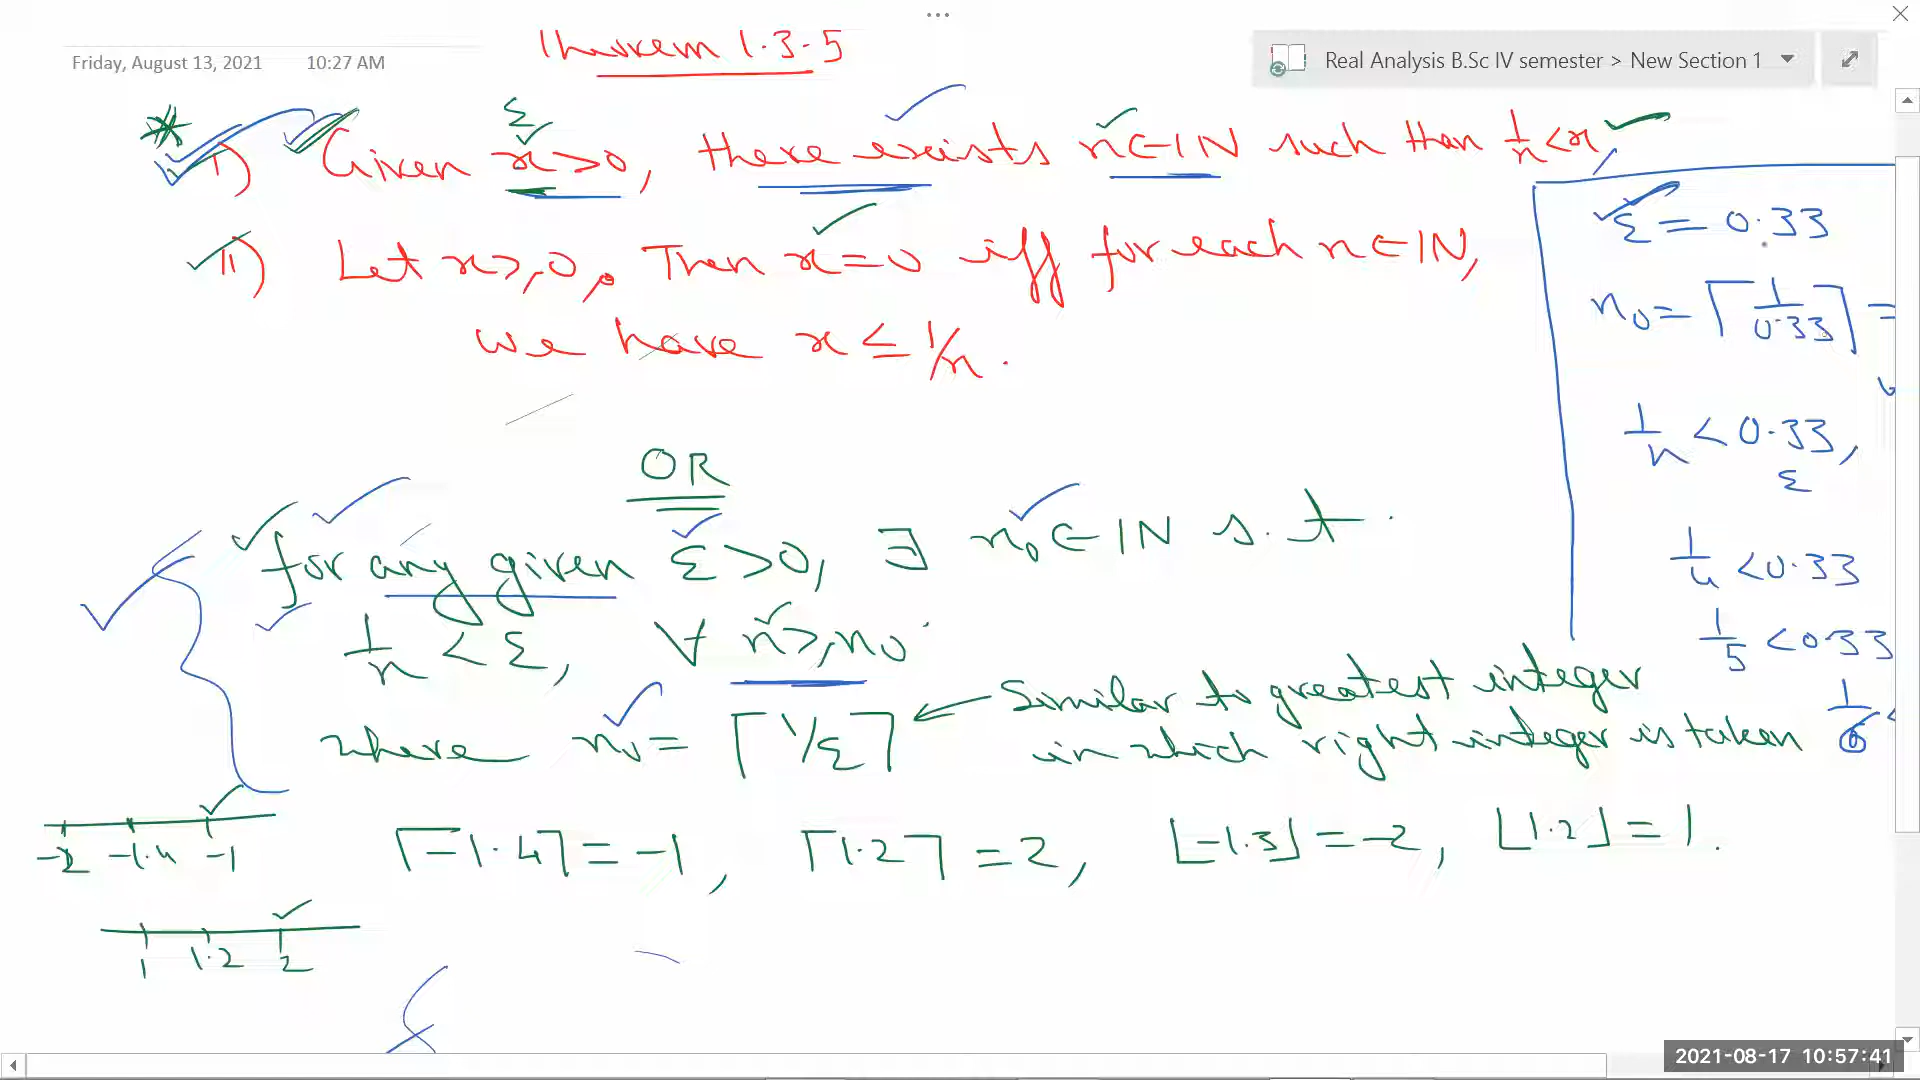 Friday, August 13, 2021 10:27 AM
Theorem 1.3.5
Real Analysis B.Sc IV semester > New Section 1
ε
I) Given x>0, there exists n∈IN such than 1/n <x,
II) Let x≥0. Then x=0 iff for each n∈IN,
we have x ≤ 1/n.
ε = 0.33
n0= ⌈1/0.33⌉ =
1/n < 0.33,
ε
1/4 <0.33
1/5 <0.33
1/6 <
OR
for any given ε>0, ∃ n0∈IN s.t.
1/n < ε, ∀ n≥n0.
where n0= ⌈1/ε⌉ ← Similar to greatest integer
in which right integer is taken
-2 -1.4 -1
⌈-1.4⌉=-1, ⌈1.2⌉=2, ⌊-1.3⌋=-2, ⌊1.2⌋=1.
1 1.2 2
2021-08-17 10:57:41